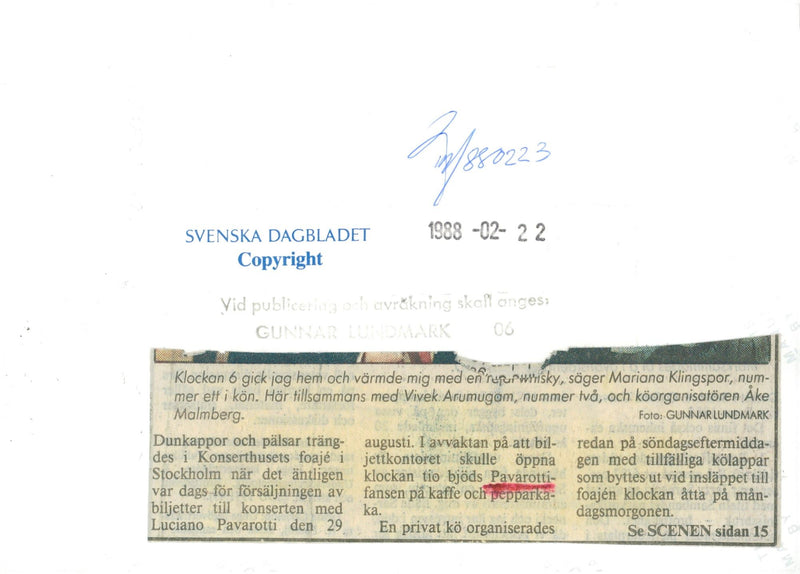 880223
SVENSKA DAGBLADET
Copyright
1988 -02- 22
Vid publicering och avräkning skall anges:
GUNNAR LUNDMARK 06
Klockan 6 gick jag hem och värmde mig med en whisky, säger Mariana Klingspor, num-
mer ett i kön. Här tillsammans med Vivek Arumugam, nummer två, och köorganisatören Åke
Malmberg.
Foto: GUNNAR LUNDMARK
Dunkappor och pälsar träng-
des i Konserthusets foajé i
Stockholm när det äntligen
var dags för försäljningen av
biljetter till konserten med
Luciano Pavarotti den 29
augusti. I avvaktan på att bil-
jettkontoret skulle öppna
klockan tio bjöds Pavarotti-
fansen på kaffe och pepparka-
ka.
En privat kö organiserades
redan på söndagseftermidda-
gen med tillfälliga kölappar
som byttes ut vid insläppet till
foajén klockan åtta på mån-
dagsmorgonen.
Se SCENEN sidan 15